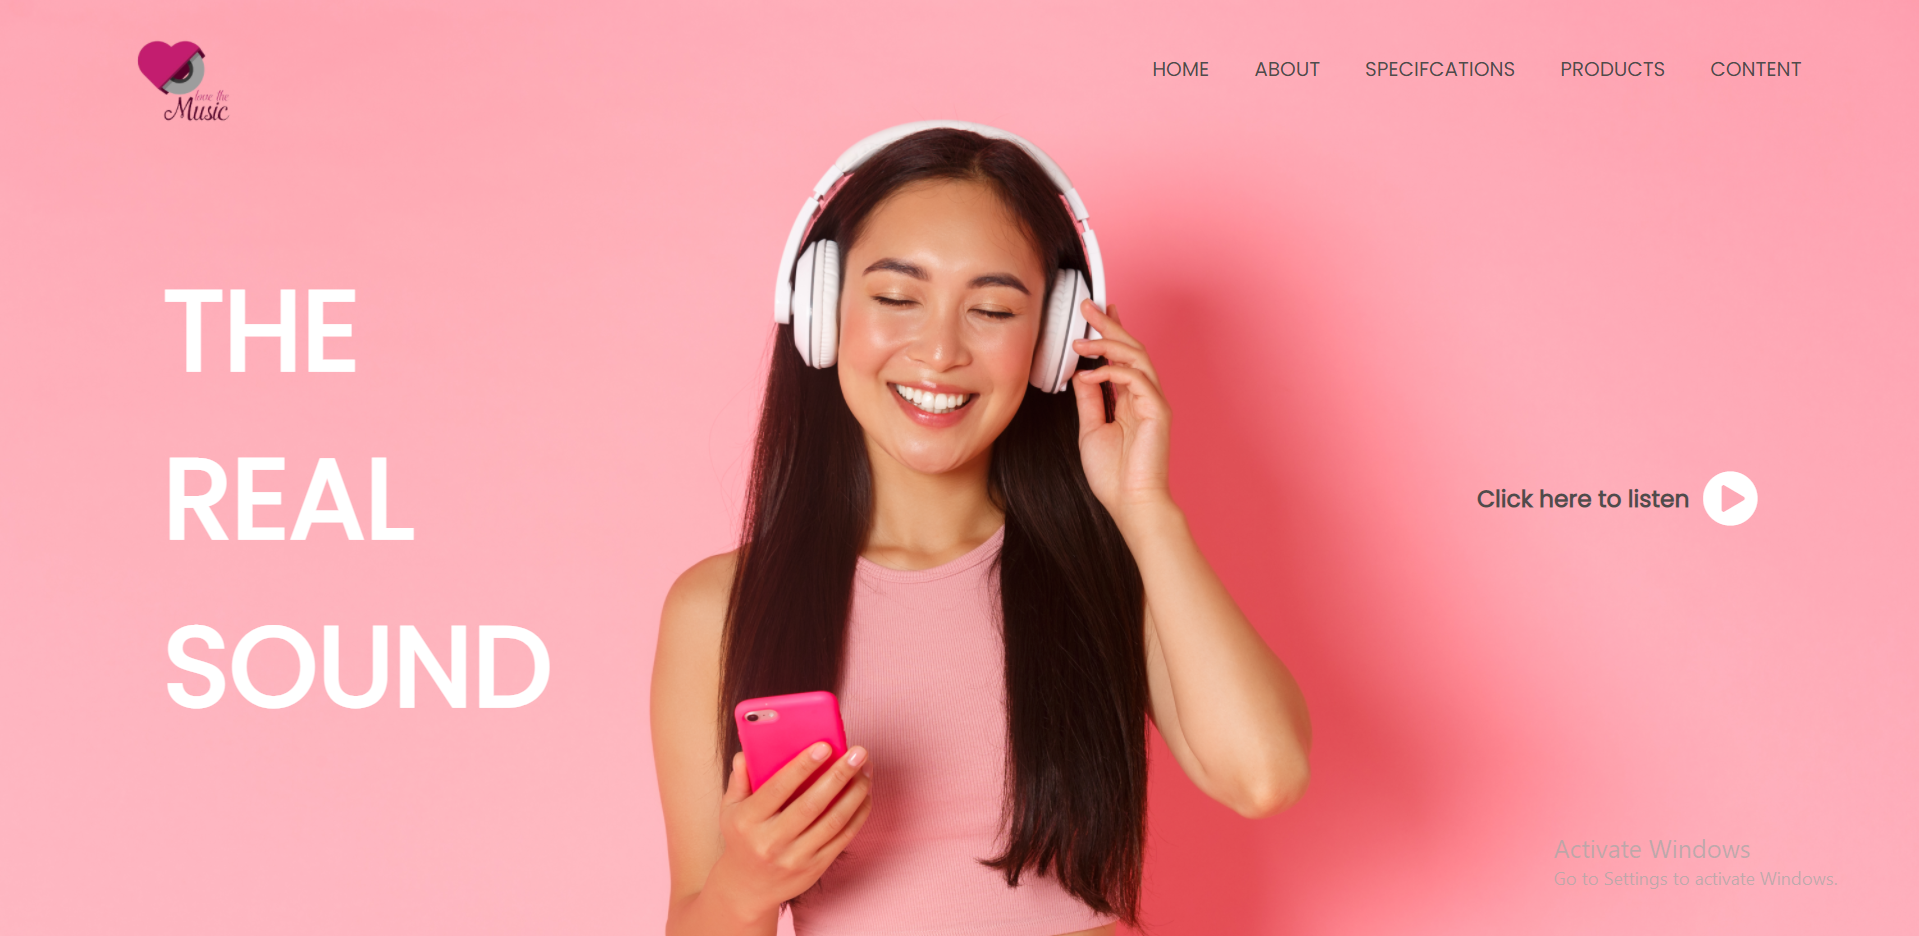 love the
Music
HOME ABOUT SPECIFCATIONS PRODUCTS CONTENT
THE
REAL
SOUND
Click here to listen
Activate Windows
Go to Settings to activate Windows.